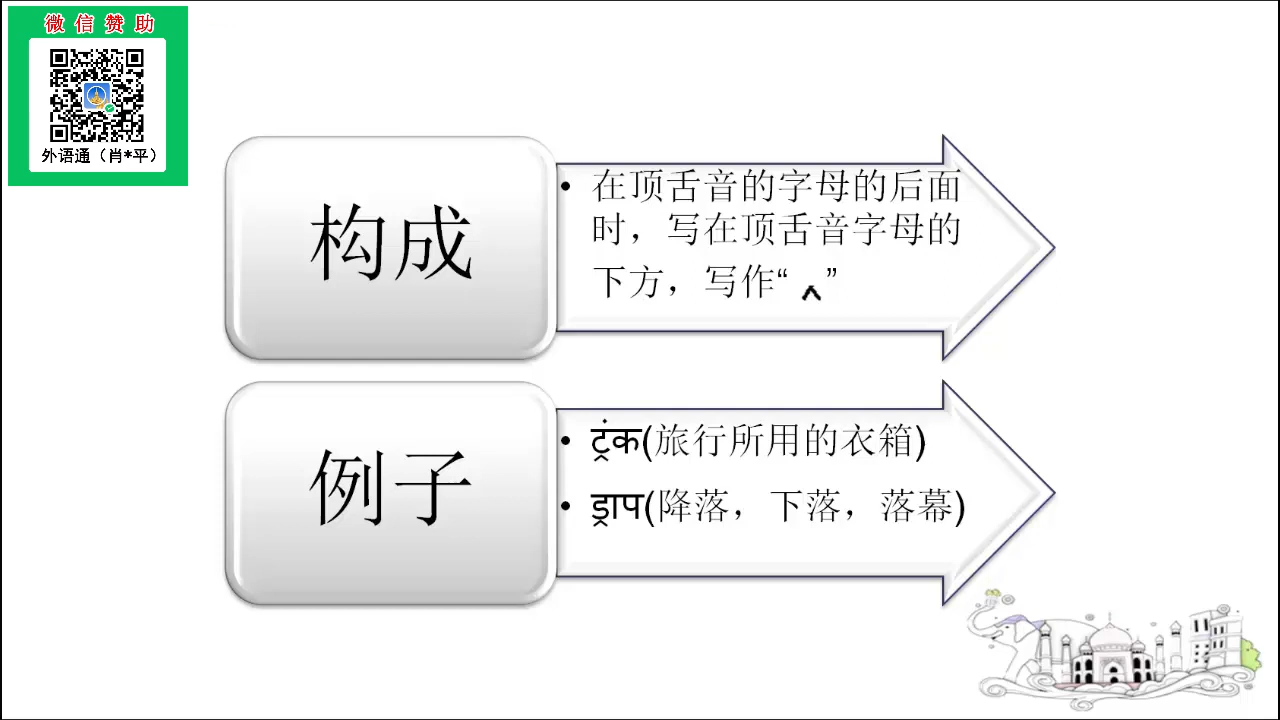 微信赞助
外语通（肖*平）
构成
• 在顶舌音的字母的后面
时，写在顶舌音字母的
下方，写作“ ‸ ”
例子
• ट्रंक(旅行所用的衣箱)
• ड्राप(降落，下落，落幕)